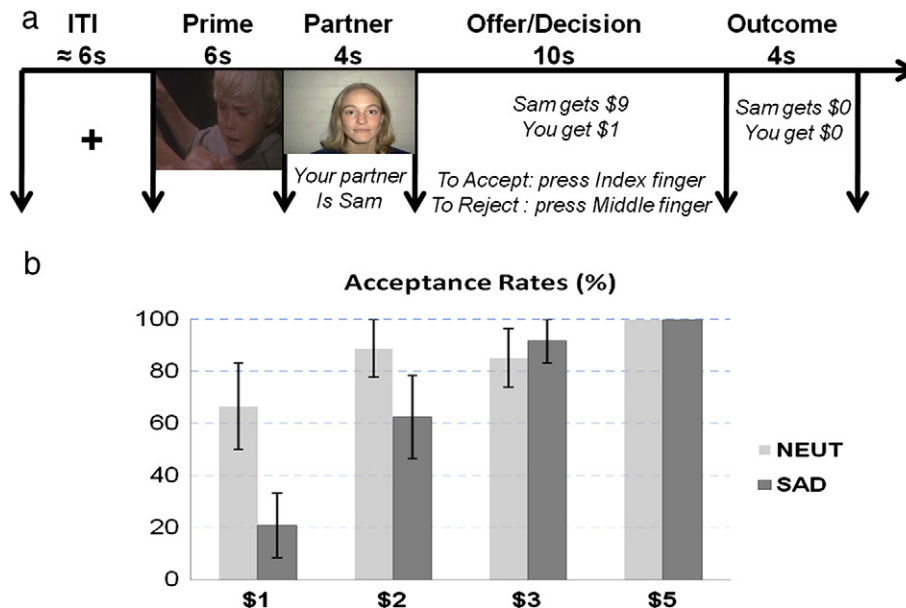 a
ITI Prime Partner Offer/Decision Outcome
≈ 6s 6s 4s 10s 4s
+
Sam gets $9
You get $1
Sam gets $0
You get $0
Your partner
Is Sam
To Accept: press Index finger
To Reject : press Middle finger
b
Acceptance Rates (%)
100
80
60
40
20
0
$1 $2 $3 $5
NEUT
SAD